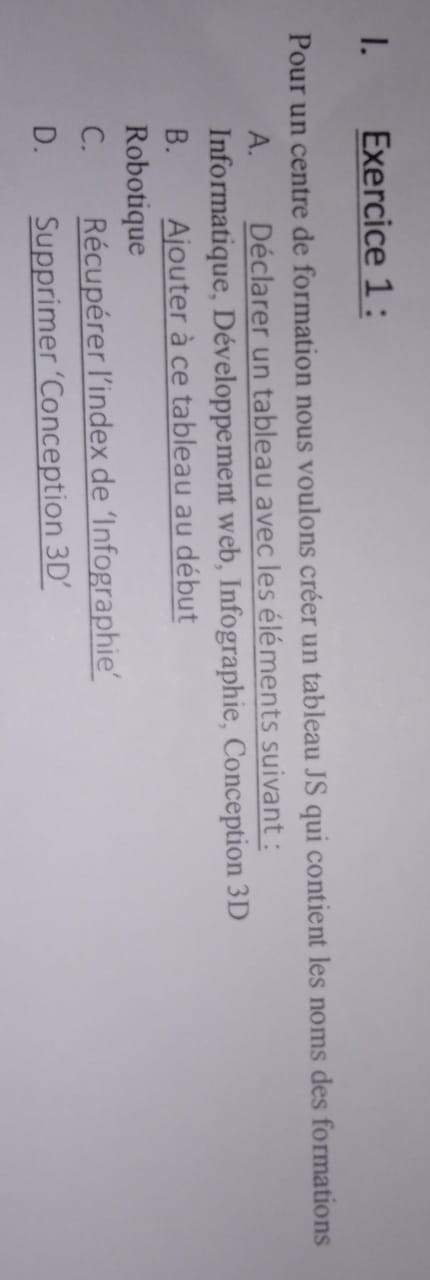 I. Exercice 1 :
Pour un centre de formation nous voulons créer un tableau JS qui contient les noms des formations
A. Déclarer un tableau avec les éléments suivant :
Informatique, Développement web, Infographie, Conception 3D
B. Ajouter à ce tableau au début
Robotique
C. Récupérer l’index de ‘Infographie’
D. Supprimer ‘Conception 3D’